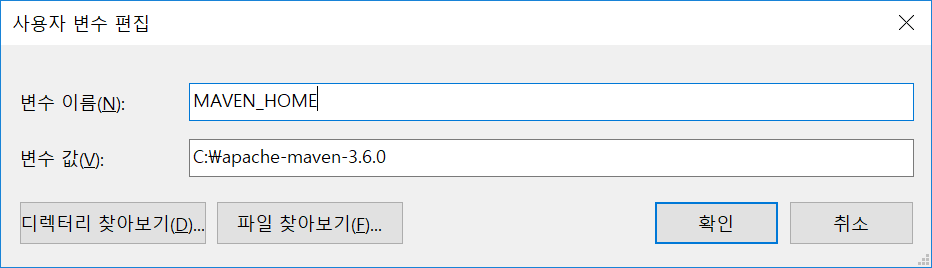 사용자 변수 편집
변수 이름(N):
MAVEN_HOME
변수 값(V):
C:₩apache-maven-3.6.0
디렉터리 찾아보기(D)...
파일 찾아보기(F)...
확인
취소